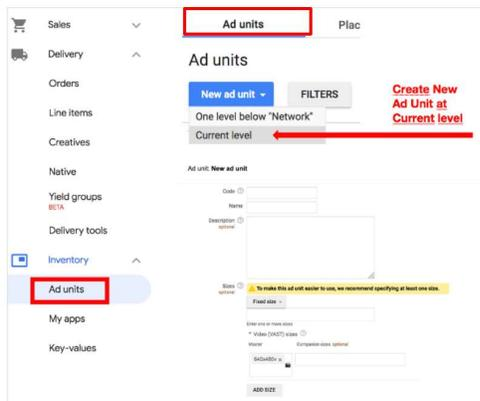 Sales
Delivery
Orders
Line items
Creatives
Native
Yield groups
BETA
Delivery tools
Inventory
Ad units
My apps
Key-values
Ad units
Plac
Ad units
New ad unit
FILTERS
One level below "Network"
Current level
Create New
Ad Unit at
Current level
Ad unit: New ad unit
Code
Name
Description
optional
Sizes
optional
To make this ad unit easier to use, we recommend specifying at least one size.
Fixed size
Enter one or more sizes
Video (VAST) sizes
Master Companion sizes optional
640x480v x
ADD SIZE